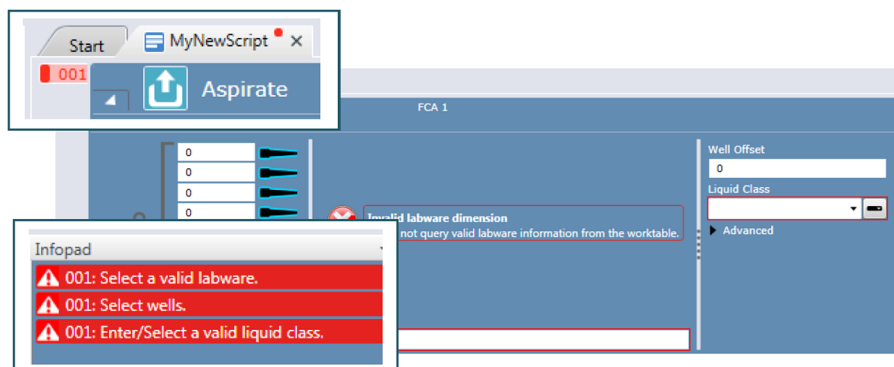 Start
MyNewScript
001
Aspirate
FCA 1
0
0
0
0
Invalid labware dimension
not query valid labware information from the worktable.
Well Offset
0
Liquid Class
Advanced
Infopad
001: Select a valid labware.
001: Select wells.
001: Enter/Select a valid liquid class.